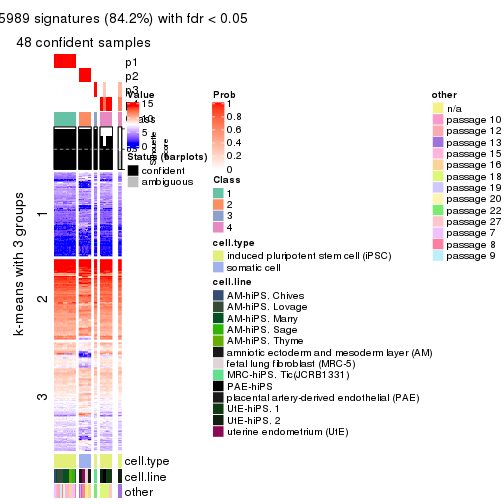 5989 signatures (84.2%) with fdr < 0.05
48 confident samples
p1
p2
p3
Value
15
10
5
0
Silhouette
score
Status (barplots)
confident
ambiguous
k-means with 3 groups
1
2
3
cell.type
cell.line
other
Prob
1
0.8
0.6
0.4
0.2
0
Class
1
2
3
4
cell.type
induced pluripotent stem cell (iPSC)
somatic cell
cell.line
AM-hiPS. Chives
AM-hiPS. Lovage
AM-hiPS. Marry
AM-hiPS. Sage
AM-hiPS. Thyme
amniotic ectoderm and mesoderm layer (AM)
fetal lung fibroblast (MRC-5)
MRC-hiPS. Tic(JCRB1331)
PAE-hiPS
placental artery-derived endothelial (PAE)
UtE-hiPS. 1
UtE-hiPS. 2
uterine endometrium (UtE)
other
n/a
passage 10
passage 12
passage 13
passage 15
passage 16
passage 18
passage 19
passage 20
passage 22
passage 27
passage 7
passage 8
passage 9